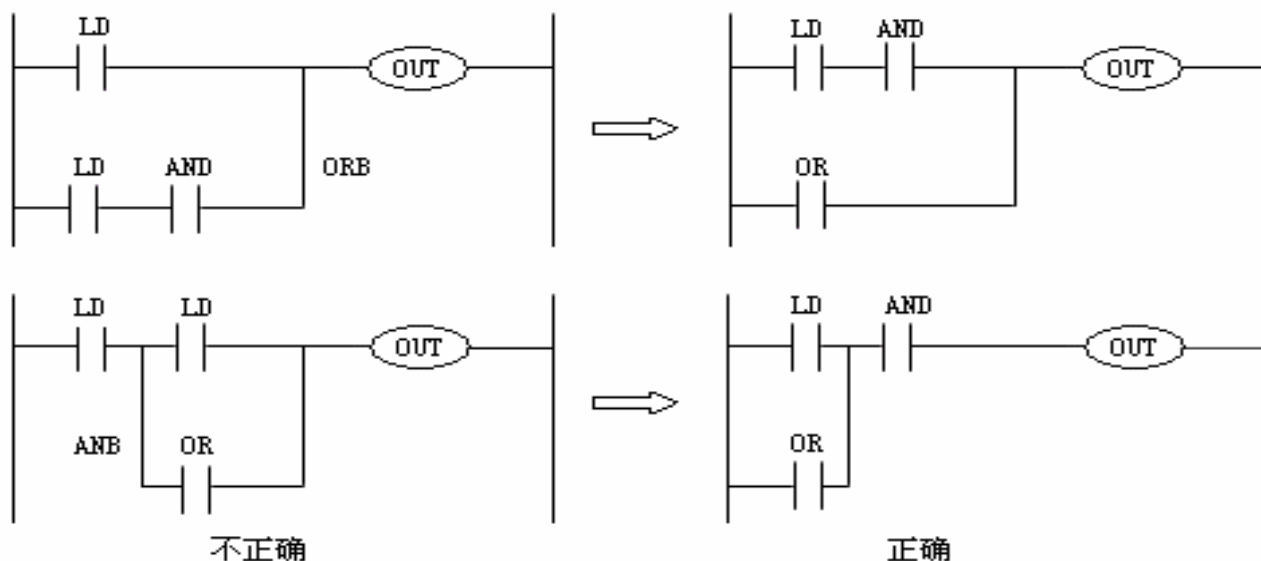 LD
OUT
LD AND ORB
LD AND
OUT
OR
LD LD
OUT
ANB OR
LD AND
OUT
OR
不正确 正确